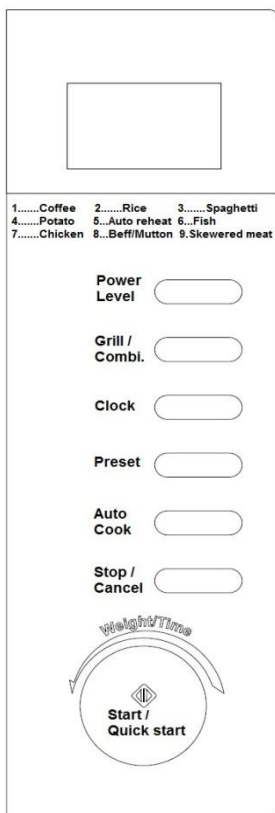 1.......Coffee 2.......Rice 3.......Spaghetti
4.......Potato 5...Auto reheat 6...Fish
7.......Chicken 8...Beff/Mutton 9.Skewered meat
Power
Level
Grill /
Combi.
Clock
Preset
Auto
Cook
Stop /
Cancel
Weight/Time
Start /
Quick start